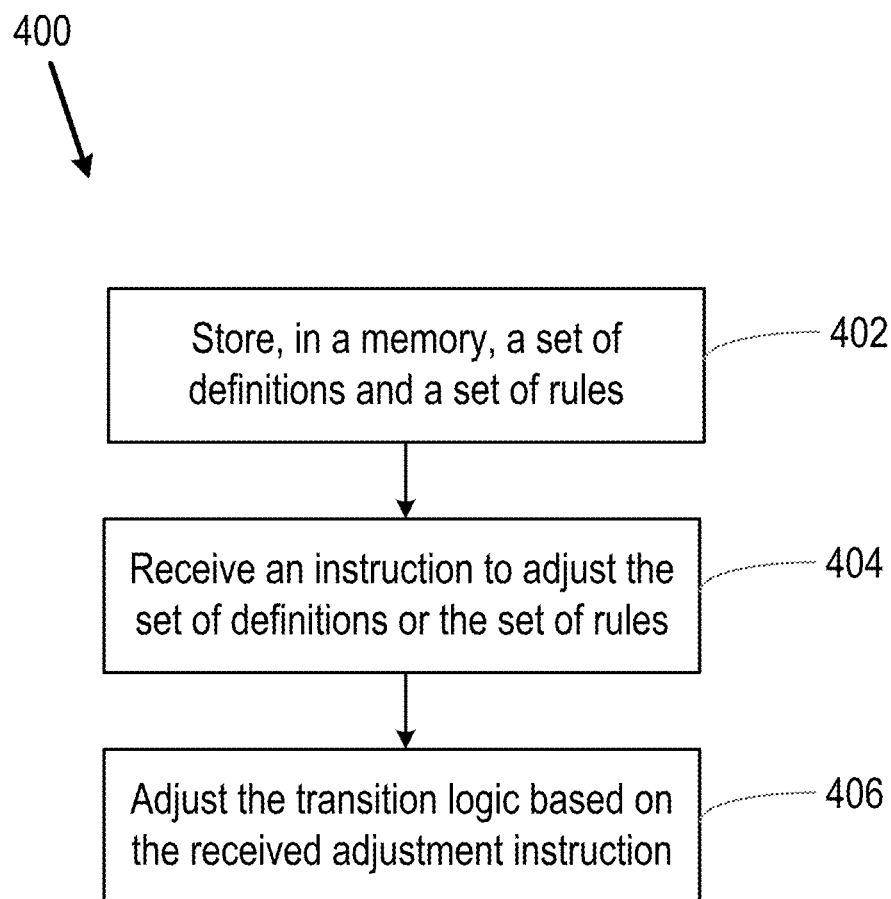 400
Store, in a memory, a set of
definitions and a set of rules
402
Receive an instruction to adjust the
set of definitions or the set of rules
404
Adjust the transition logic based on
the received adjustment instruction
406